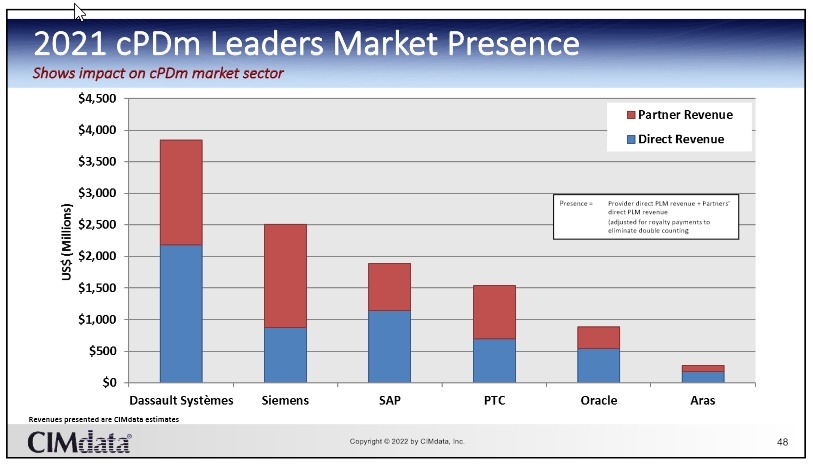 2021 cPDm Leaders Market Presence
Shows impact on cPDm market sector
$4,500
$4,000
$3,500
$3,000
$2,500
$2,000
$1,500
$1,000
$500
$0
US$ (Millions)
Partner Revenue
Direct Revenue
Presence = Provider direct PLM revenue + Partners'
direct PLM revenue
(adjusted for royalty payments to
eliminate double counting
Dassault Systèmes Siemens SAP PTC Oracle Aras
Revenues presented are CIMdata estimates
CIMdata®
Copyright © 2022 by CIMdata, Inc.
48